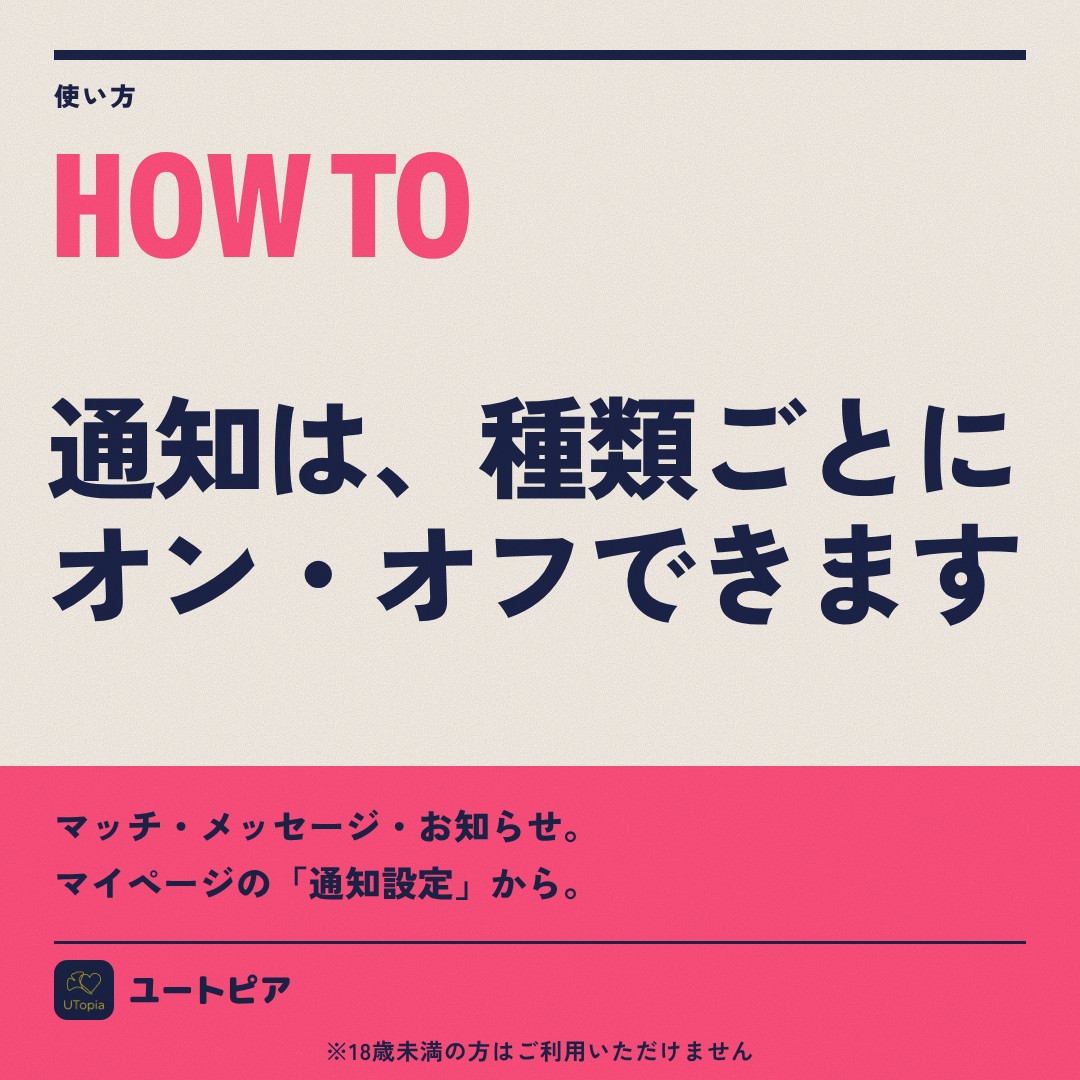 使い方
HOW TO
通知は、種類ごとに
オン・オフできます
マッチ・メッセージ・お知らせ。
マイページの「通知設定」から。
UTopia
ユートピア
※18歳未満の方はご利用いただけません